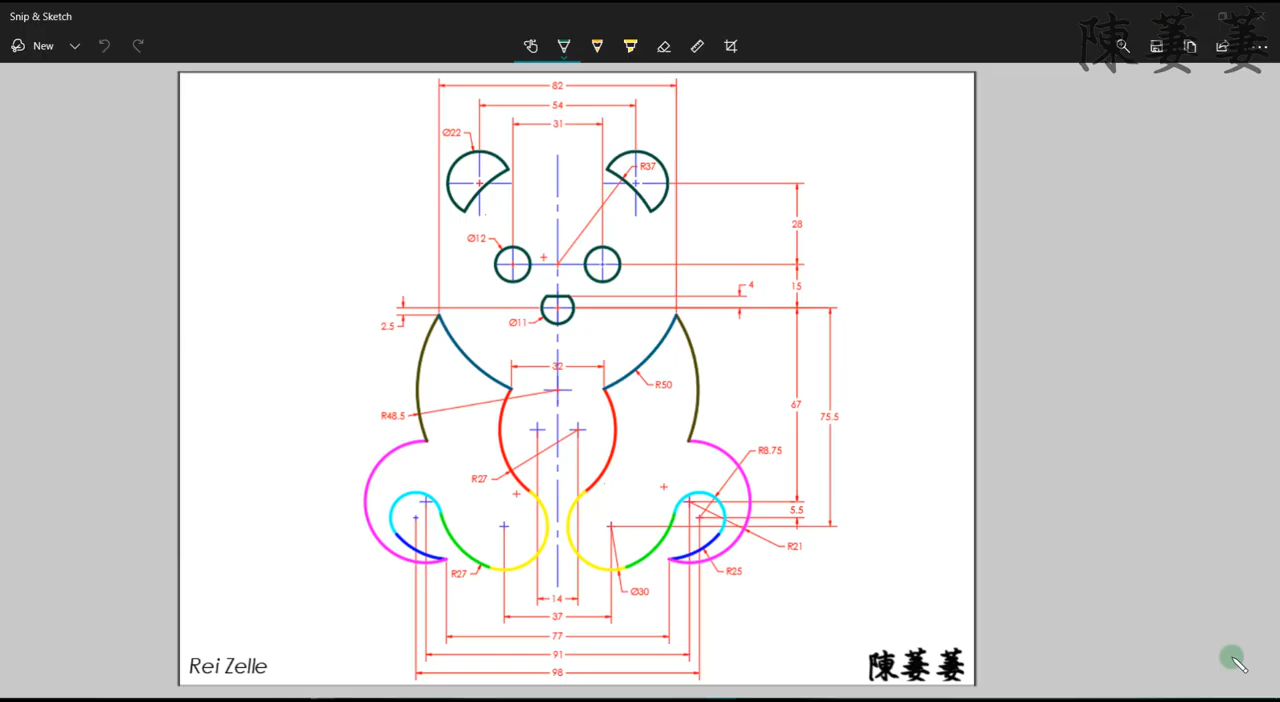 Snip & Sketch
陳萋萋
New
82
54
31
Ø22
R37
28
Ø12
4
15
Ø11
2.5
32
R50
R48.5
67
75.5
R8.75
R27
5.5
R21
R27
R25
Ø30
14
37
77
91
98
Rei Zelle
陳萋萋